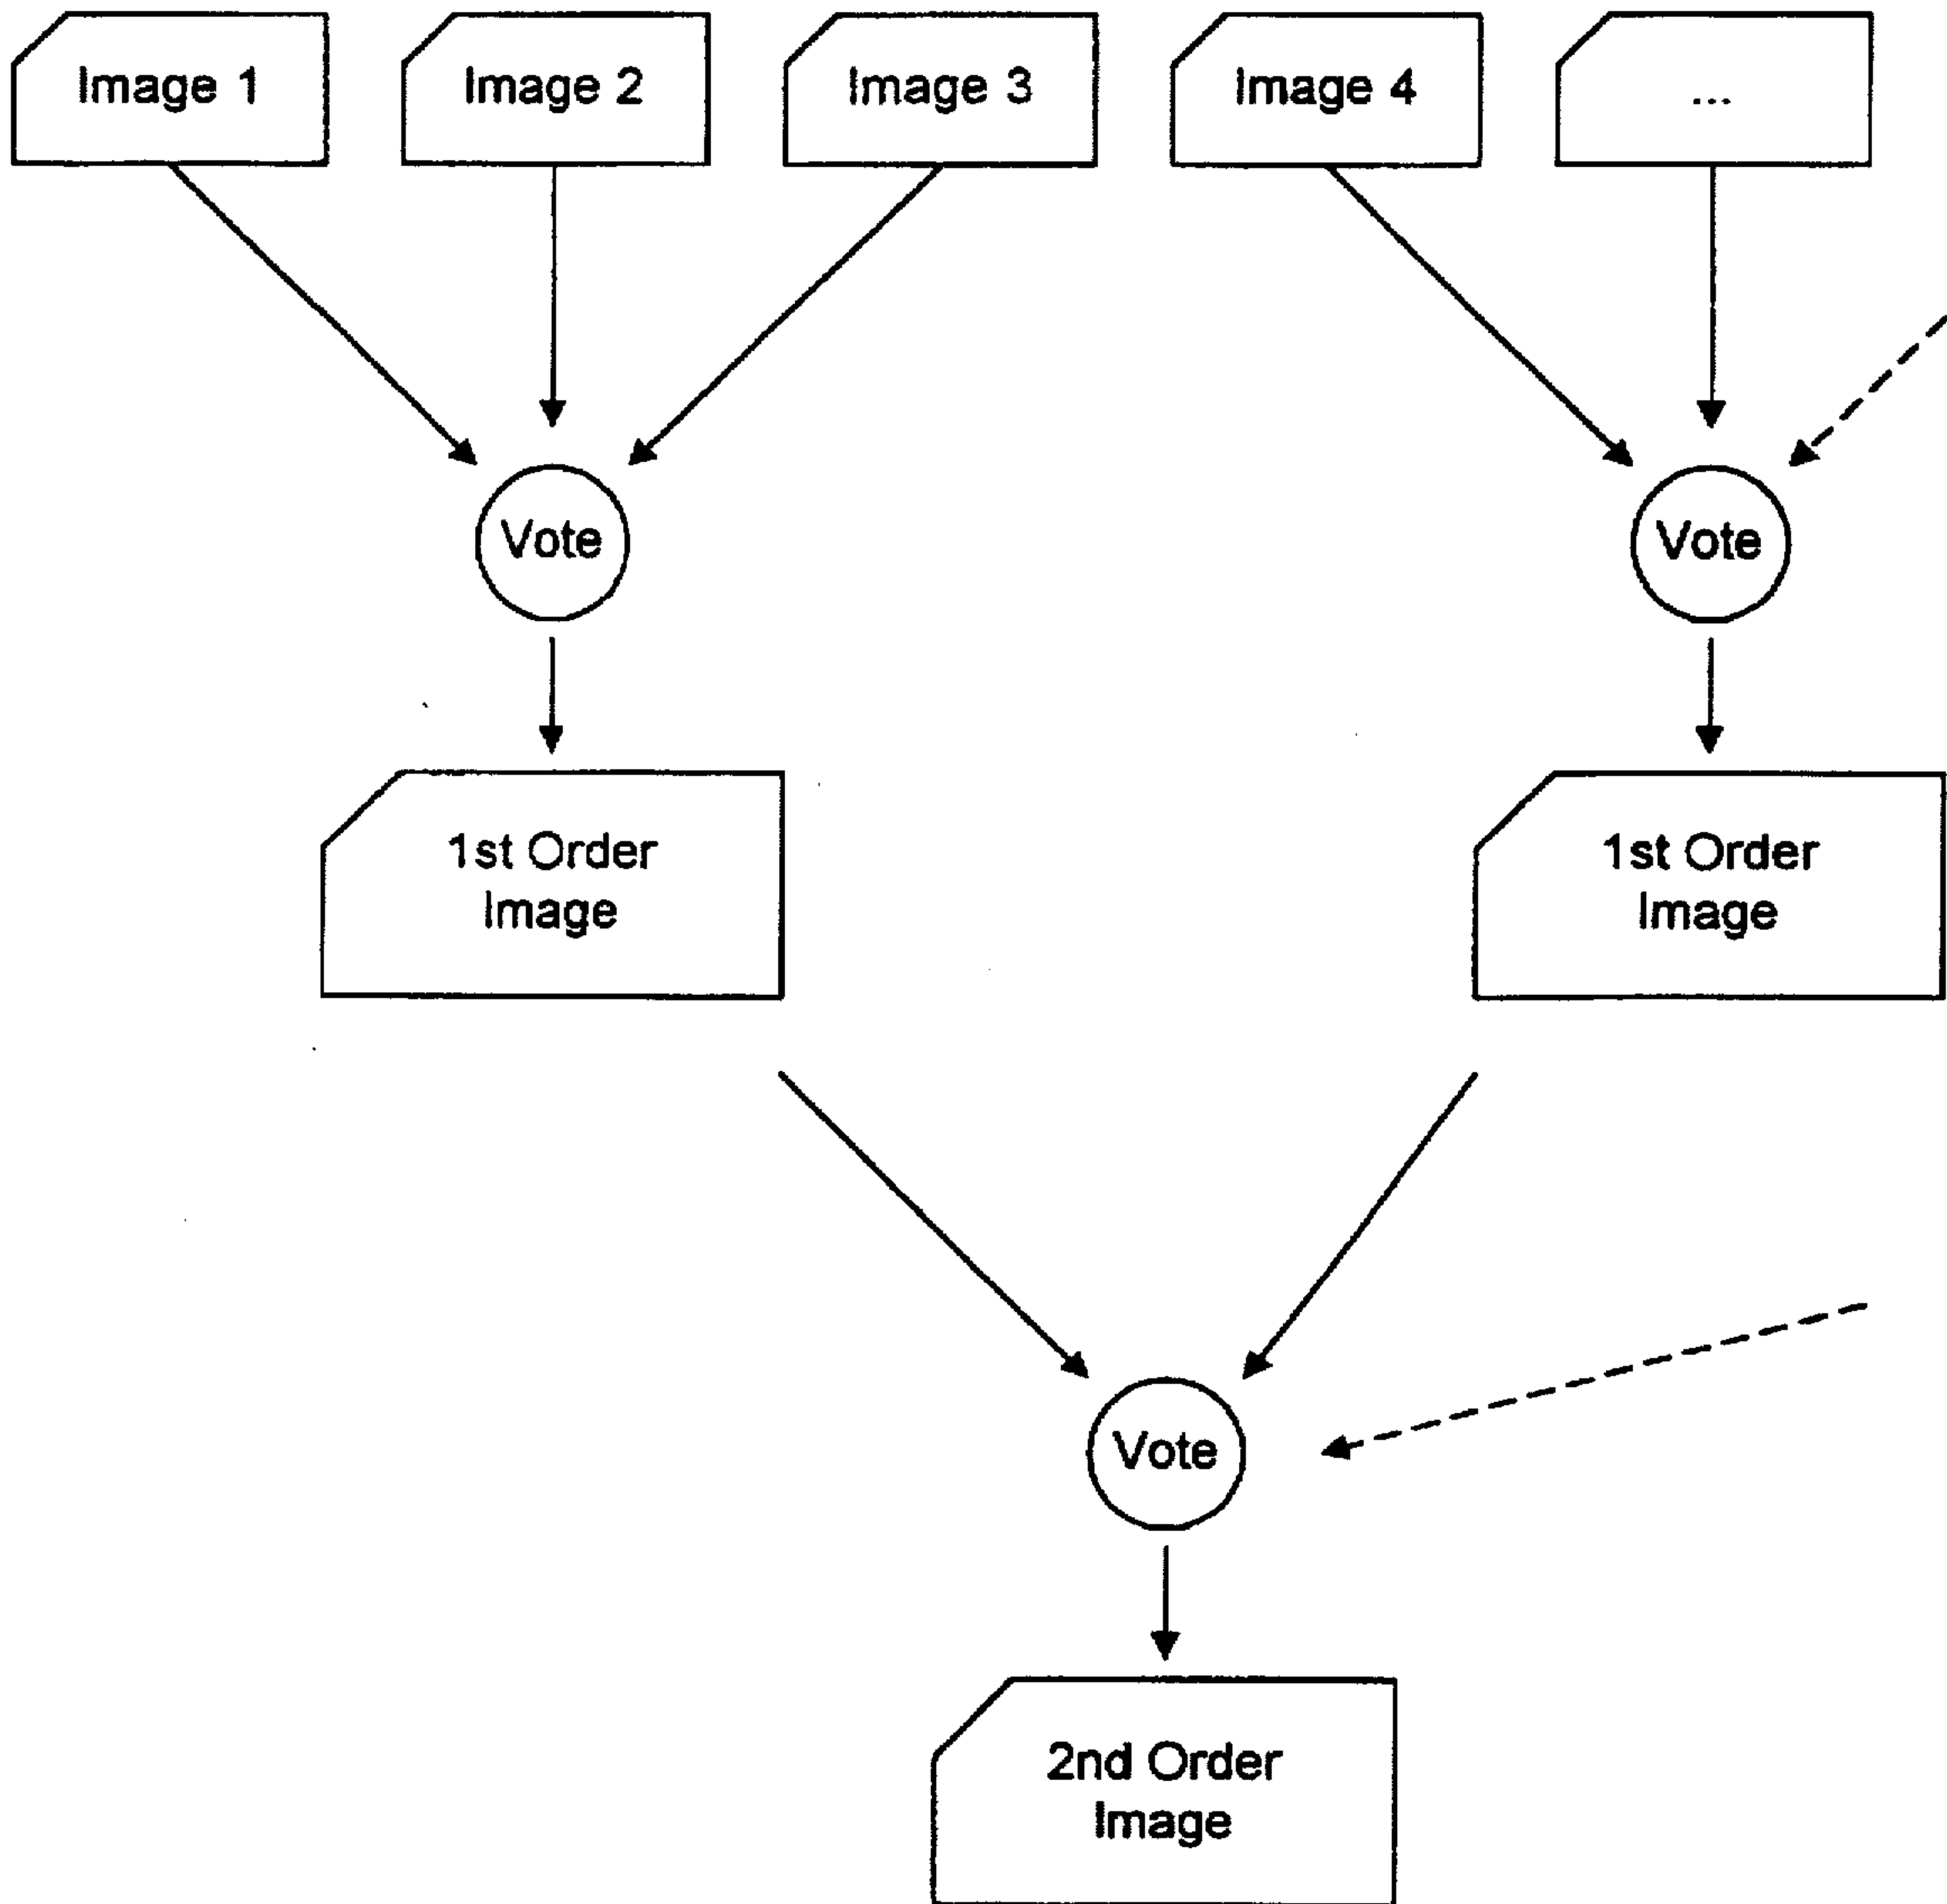 Image 1
Image 2
Image 3
Image 4
...
Vote
Vote
1st Order
Image
1st Order
Image
Vote
2nd Order
Image